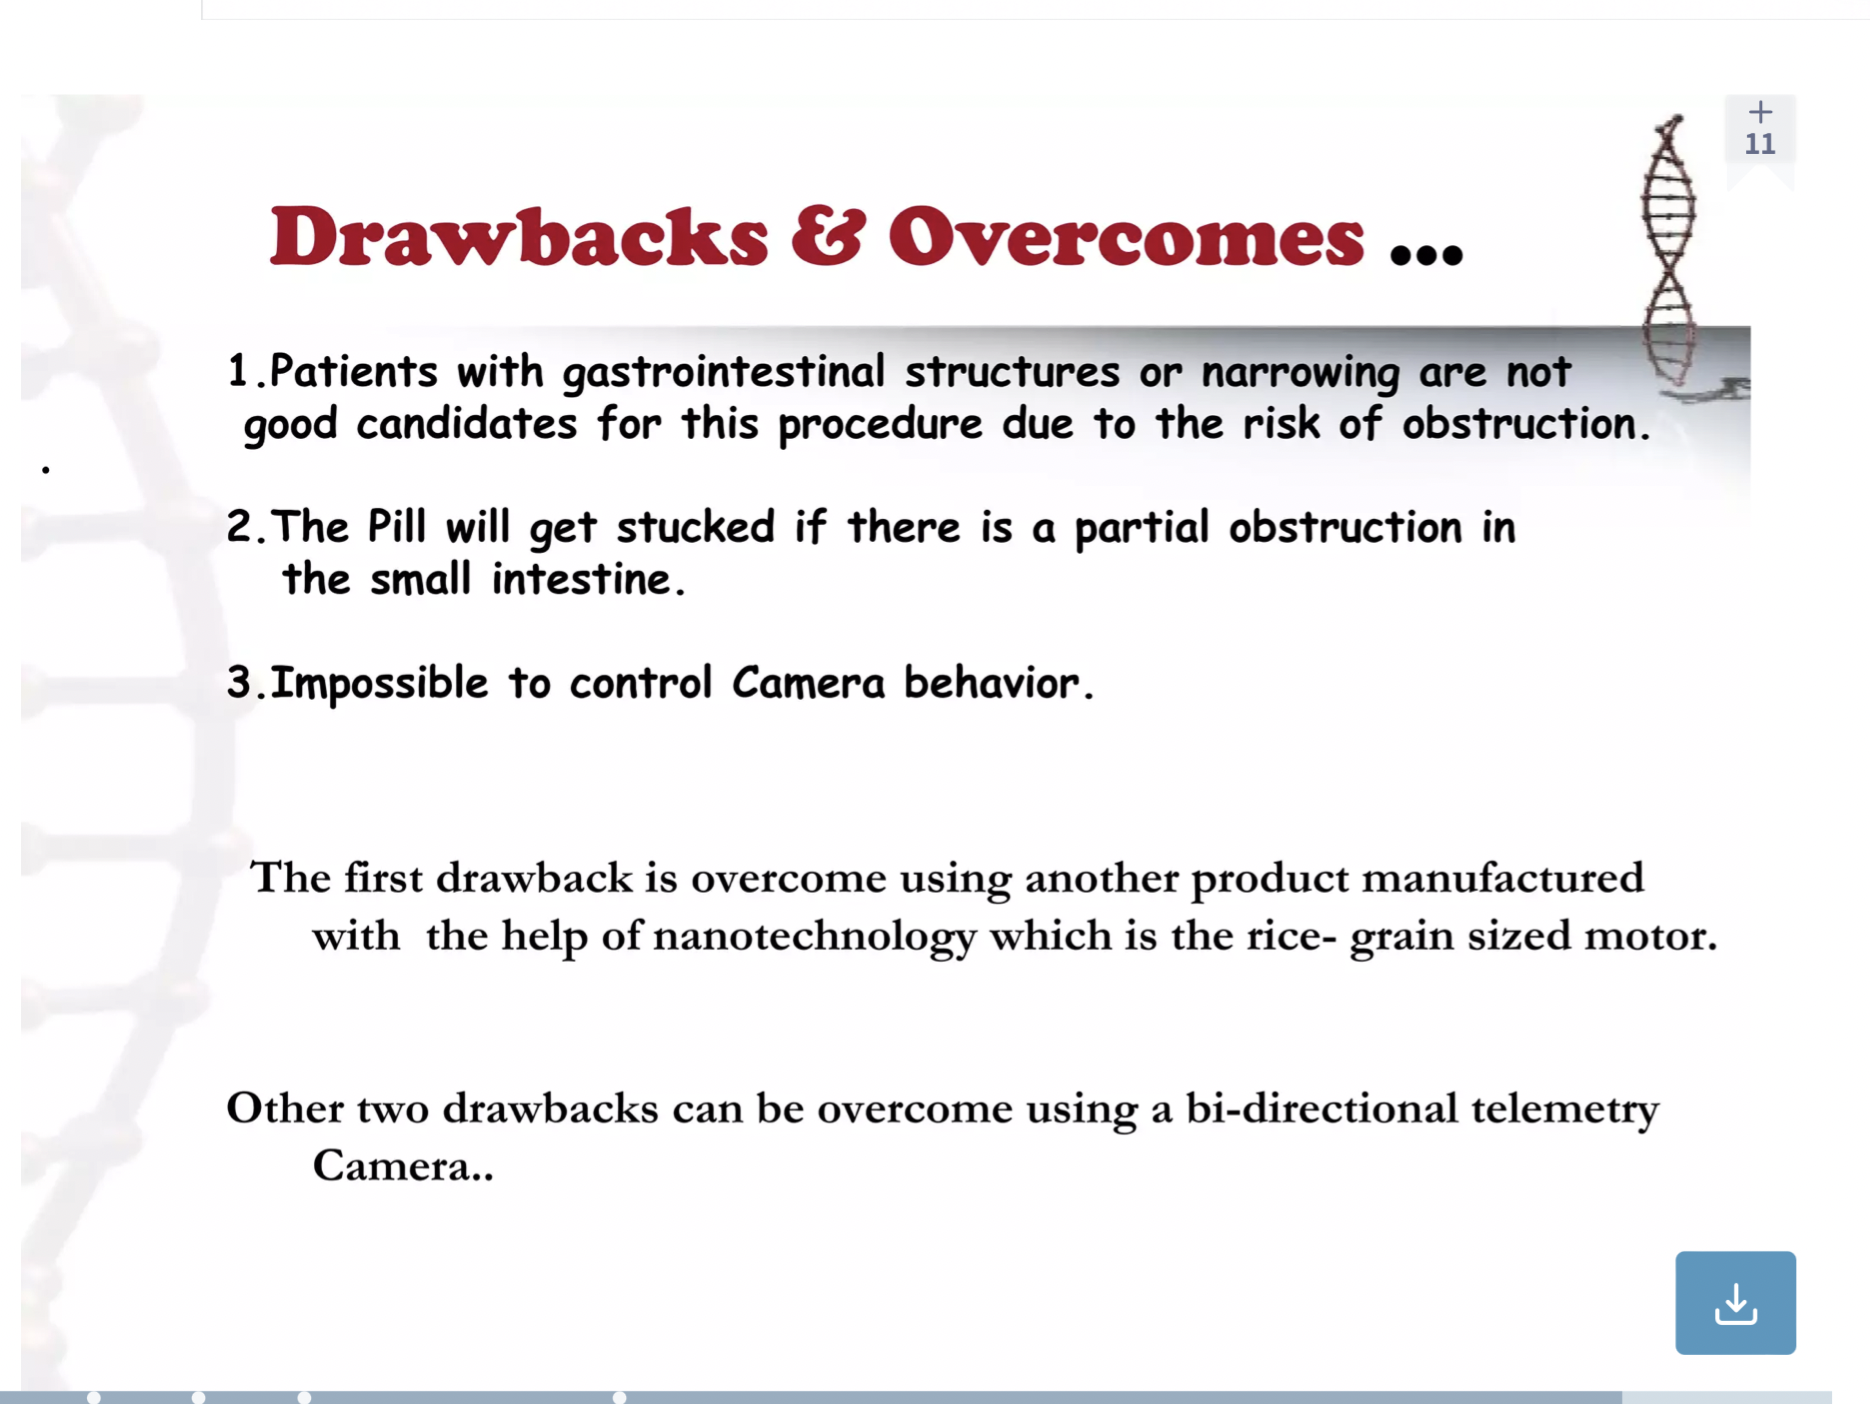 11
Drawbacks & Overcomes ...
1.Patients with gastrointestinal structures or narrowing are not
good candidates for this procedure due to the risk of obstruction.
.
2.The Pill will get stucked if there is a partial obstruction in
the small intestine.
3.Impossible to control Camera behavior.
The first drawback is overcome using another product manufactured
with the help of nanotechnology which is the rice- grain sized motor.
Other two drawbacks can be overcome using a bi-directional telemetry
Camera..